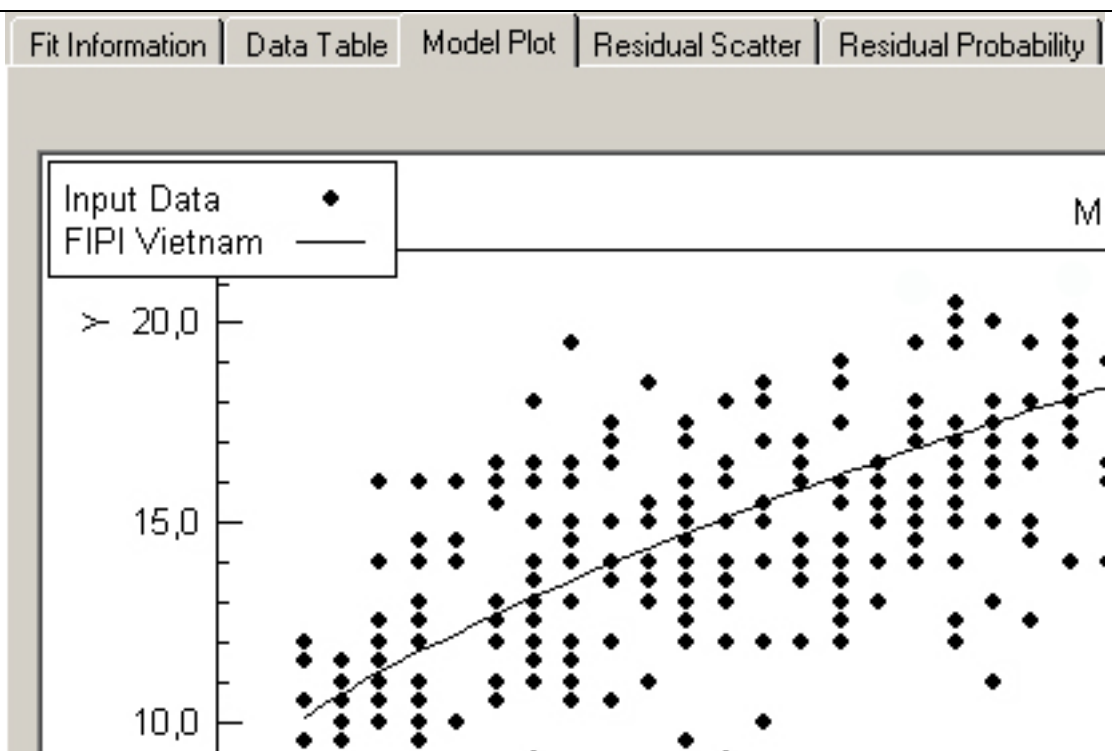 Fit Information Data Table Model Plot Residual Scatter Residual Probability
Input Data
FIPI Vietnam
M
Y
20,0
15,0
10,0